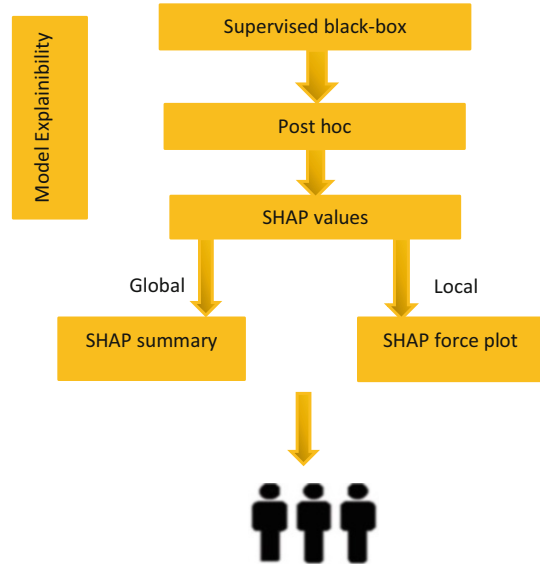 Model Explainibility
Supervised black-box
Post hoc
SHAP values
Global
Local
SHAP summary
SHAP force plot